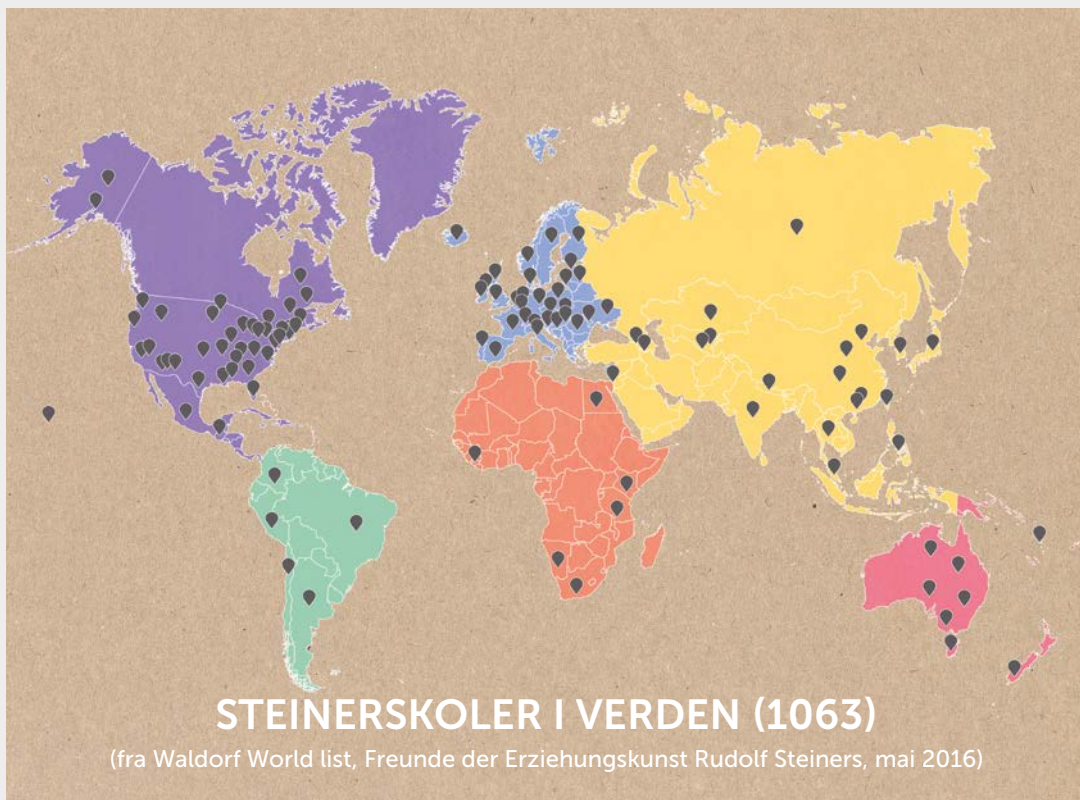 STEINERSKOLER I VERDEN (1063)
(fra Waldorf World list, Freunde der Erziehungskunst Rudolf Steiners, mai 2016)